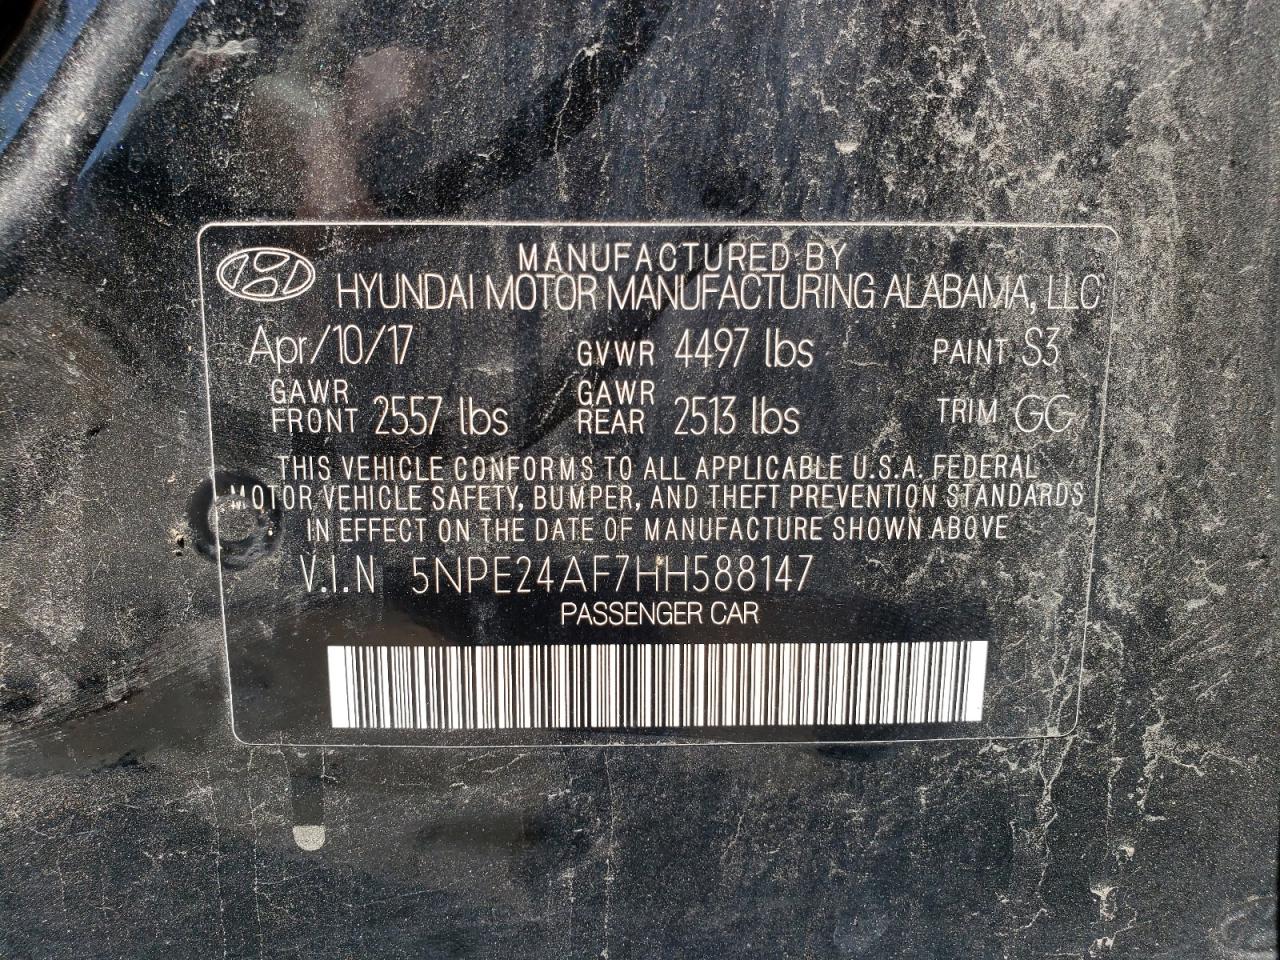 MANUFACTURED BY
HYUNDAI MOTOR MANUFACTURING ALABAMA, LLC
Apr/10/17 GVWR 4497 lbs PAINT S3
GAWR FRONT 2557 lbs GAWR REAR 2513 lbs TRIM GG
THIS VEHICLE CONFORMS TO ALL APPLICABLE U.S.A. FEDERAL
MOTOR VEHICLE SAFETY, BUMPER, AND THEFT PREVENTION STANDARDS
IN EFFECT ON THE DATE OF MANUFACTURE SHOWN ABOVE
V.I.N 5NPE24AF7HH588147
PASSENGER CAR